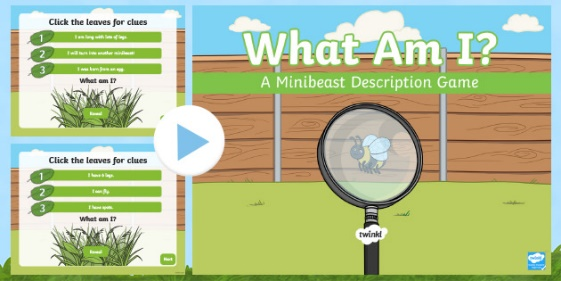 Click the leaves for clues
1 I am long with lots of legs.
2 I will turn into another minibeast!
3 I was born from an egg.
What am I?
Reveal
Click the leaves for clues
1 I have 6 legs.
2 I can fly.
3 I have spots.
What am I?
Reveal
Next
What Am I?
A Minibeast Description Game
twinkl
twinkl